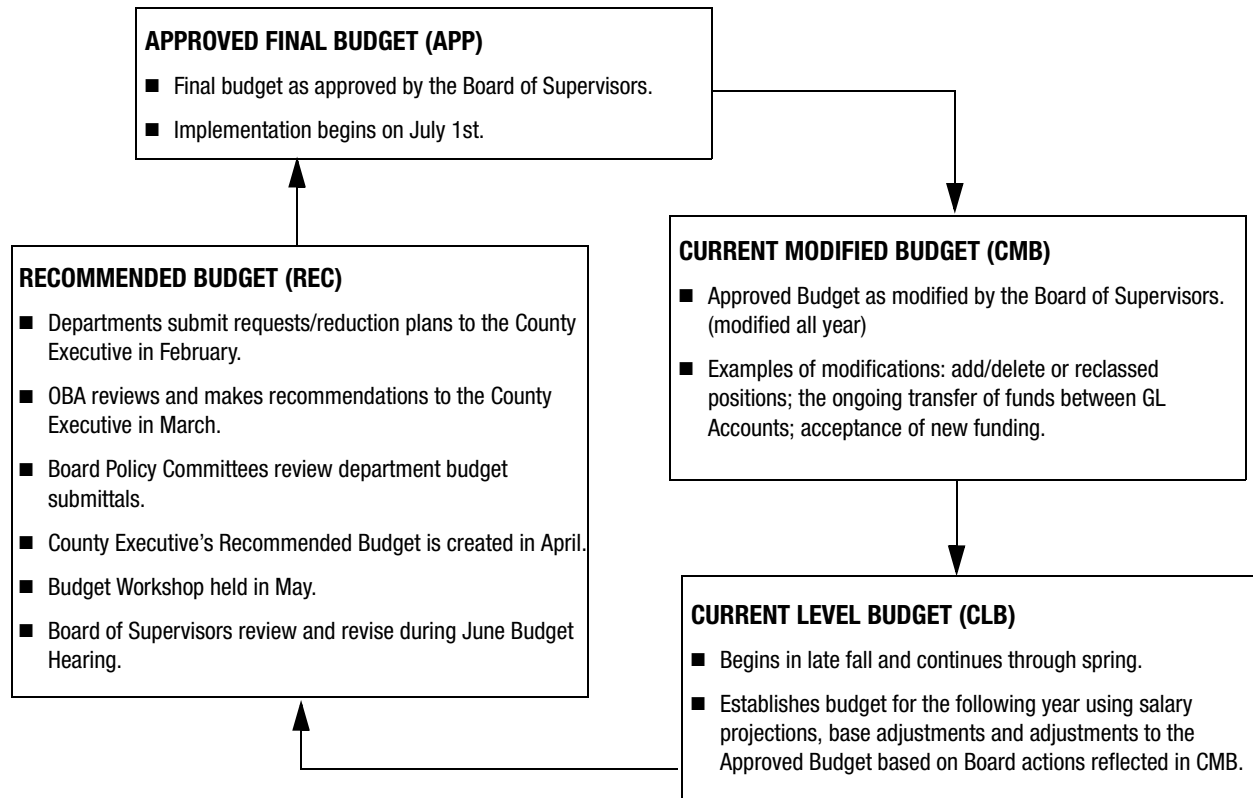 APPROVED FINAL BUDGET (APP)
■ Final budget as approved by the Board of Supervisors.
■ Implementation begins on July 1st.
CURRENT MODIFIED BUDGET (CMB)
■ Approved Budget as modified by the Board of Supervisors.
(modified all year)
■ Examples of modifications: add/delete or reclassed
positions; the ongoing transfer of funds between GL
Accounts; acceptance of new funding.
CURRENT LEVEL BUDGET (CLB)
■ Begins in late fall and continues through spring.
■ Establishes budget for the following year using salary
projections, base adjustments and adjustments to the
Approved Budget based on Board actions reflected in CMB.
RECOMMENDED BUDGET (REC)
■ Departments submit requests/reduction plans to the County
Executive in February.
■ OBA reviews and makes recommendations to the County
Executive in March.
■ Board Policy Committees review department budget
submittals.
■ County Executive's Recommended Budget is created in April.
■ Budget Workshop held in May.
■ Board of Supervisors review and revise during June Budget
Hearing.